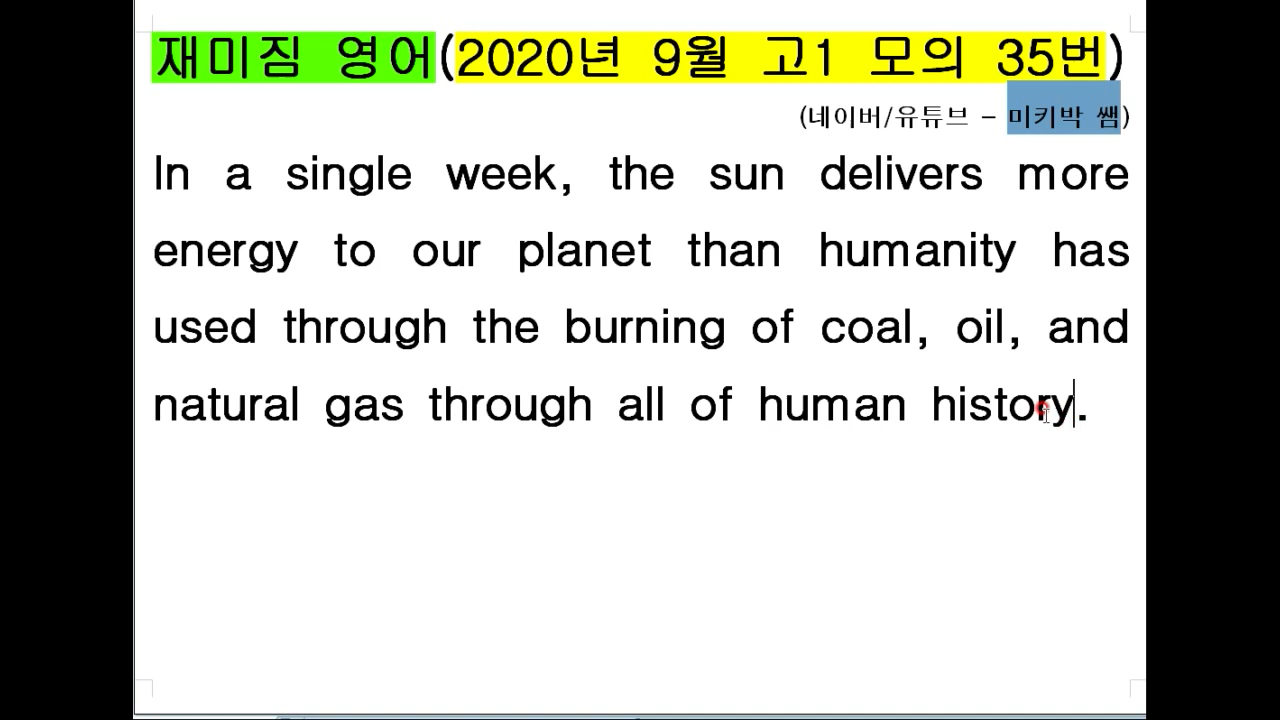 재미짐 영어(2020년 9월 고1 모의 35번)
(네이버/유튜브 - 미키박 쌤)
In a single week, the sun delivers more
energy to our planet than humanity has
used through the burning of coal, oil, and
natural gas through all of human history.